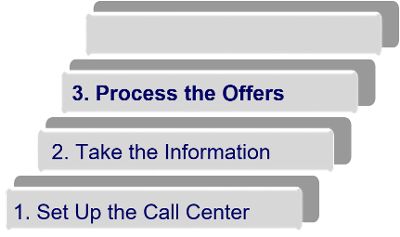 3. Process the Offers
2. Take the Information
1. Set Up the Call Center